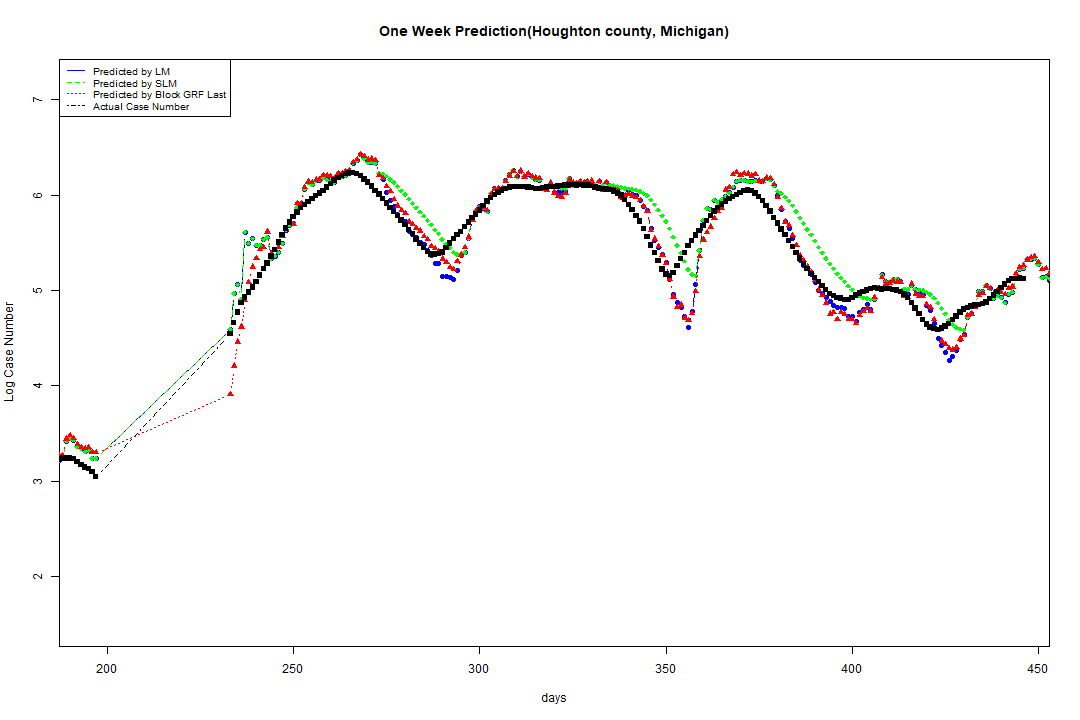 One Week Prediction(Houghton county, Michigan)
Predicted by LM
Predicted by SLM
Predicted by Block GRF Last
Actual Case Number
7
6
5
4
3
2
Log Case Number
200 250 300 350 400 450
days